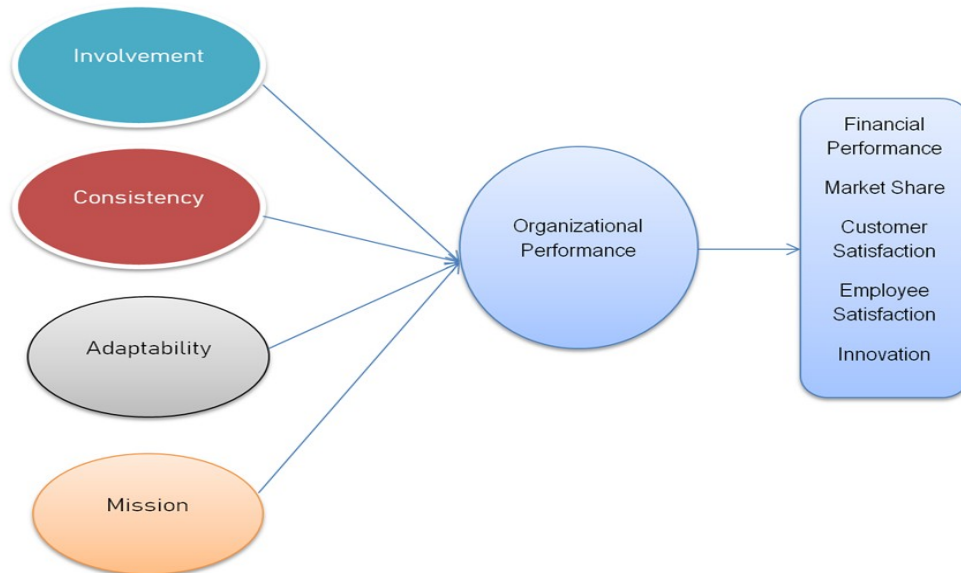 Involvement
Consistency
Adaptability
Mission
Organizational
Performance
Financial
Performance
Market Share
Customer
Satisfaction
Employee
Satisfaction
Innovation